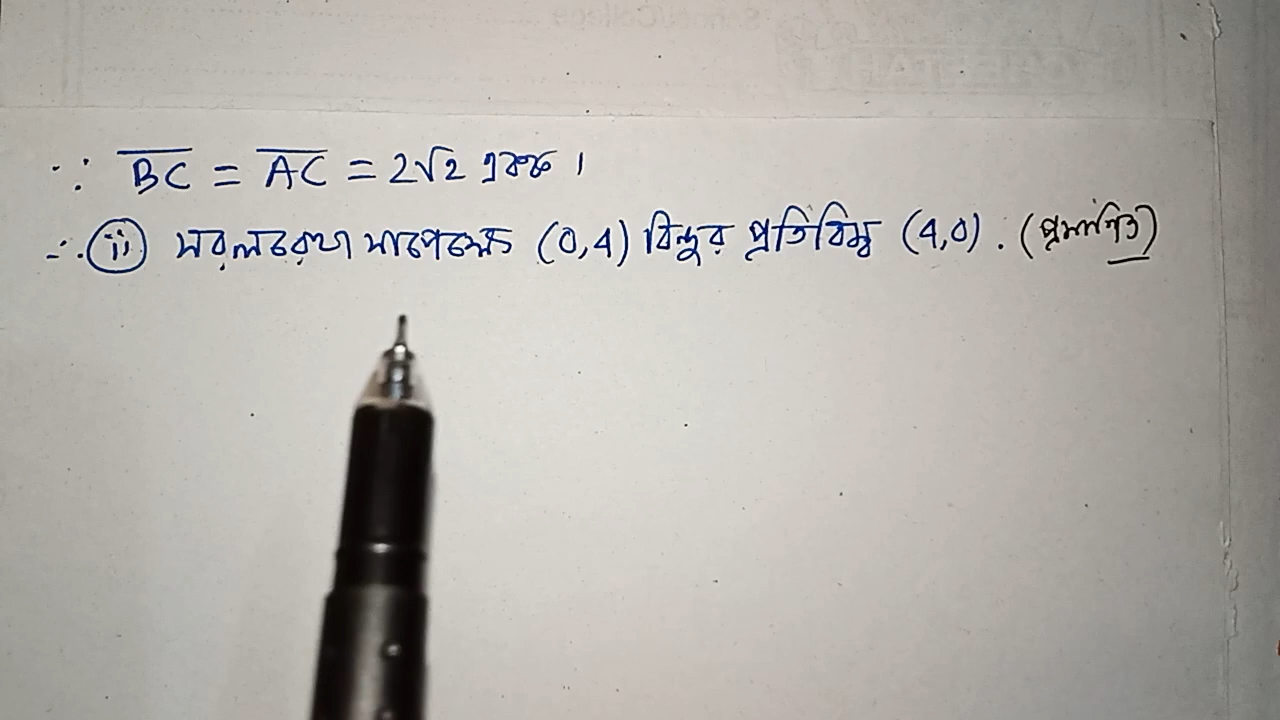 ∵ BC̅ = AC̅ = 2√2 একক।
∴ (ii) সরলরেখা সাপেক্ষে (0,4) বিন্দুর প্রতিবিম্ব (4,0). (প্রমাণিত)